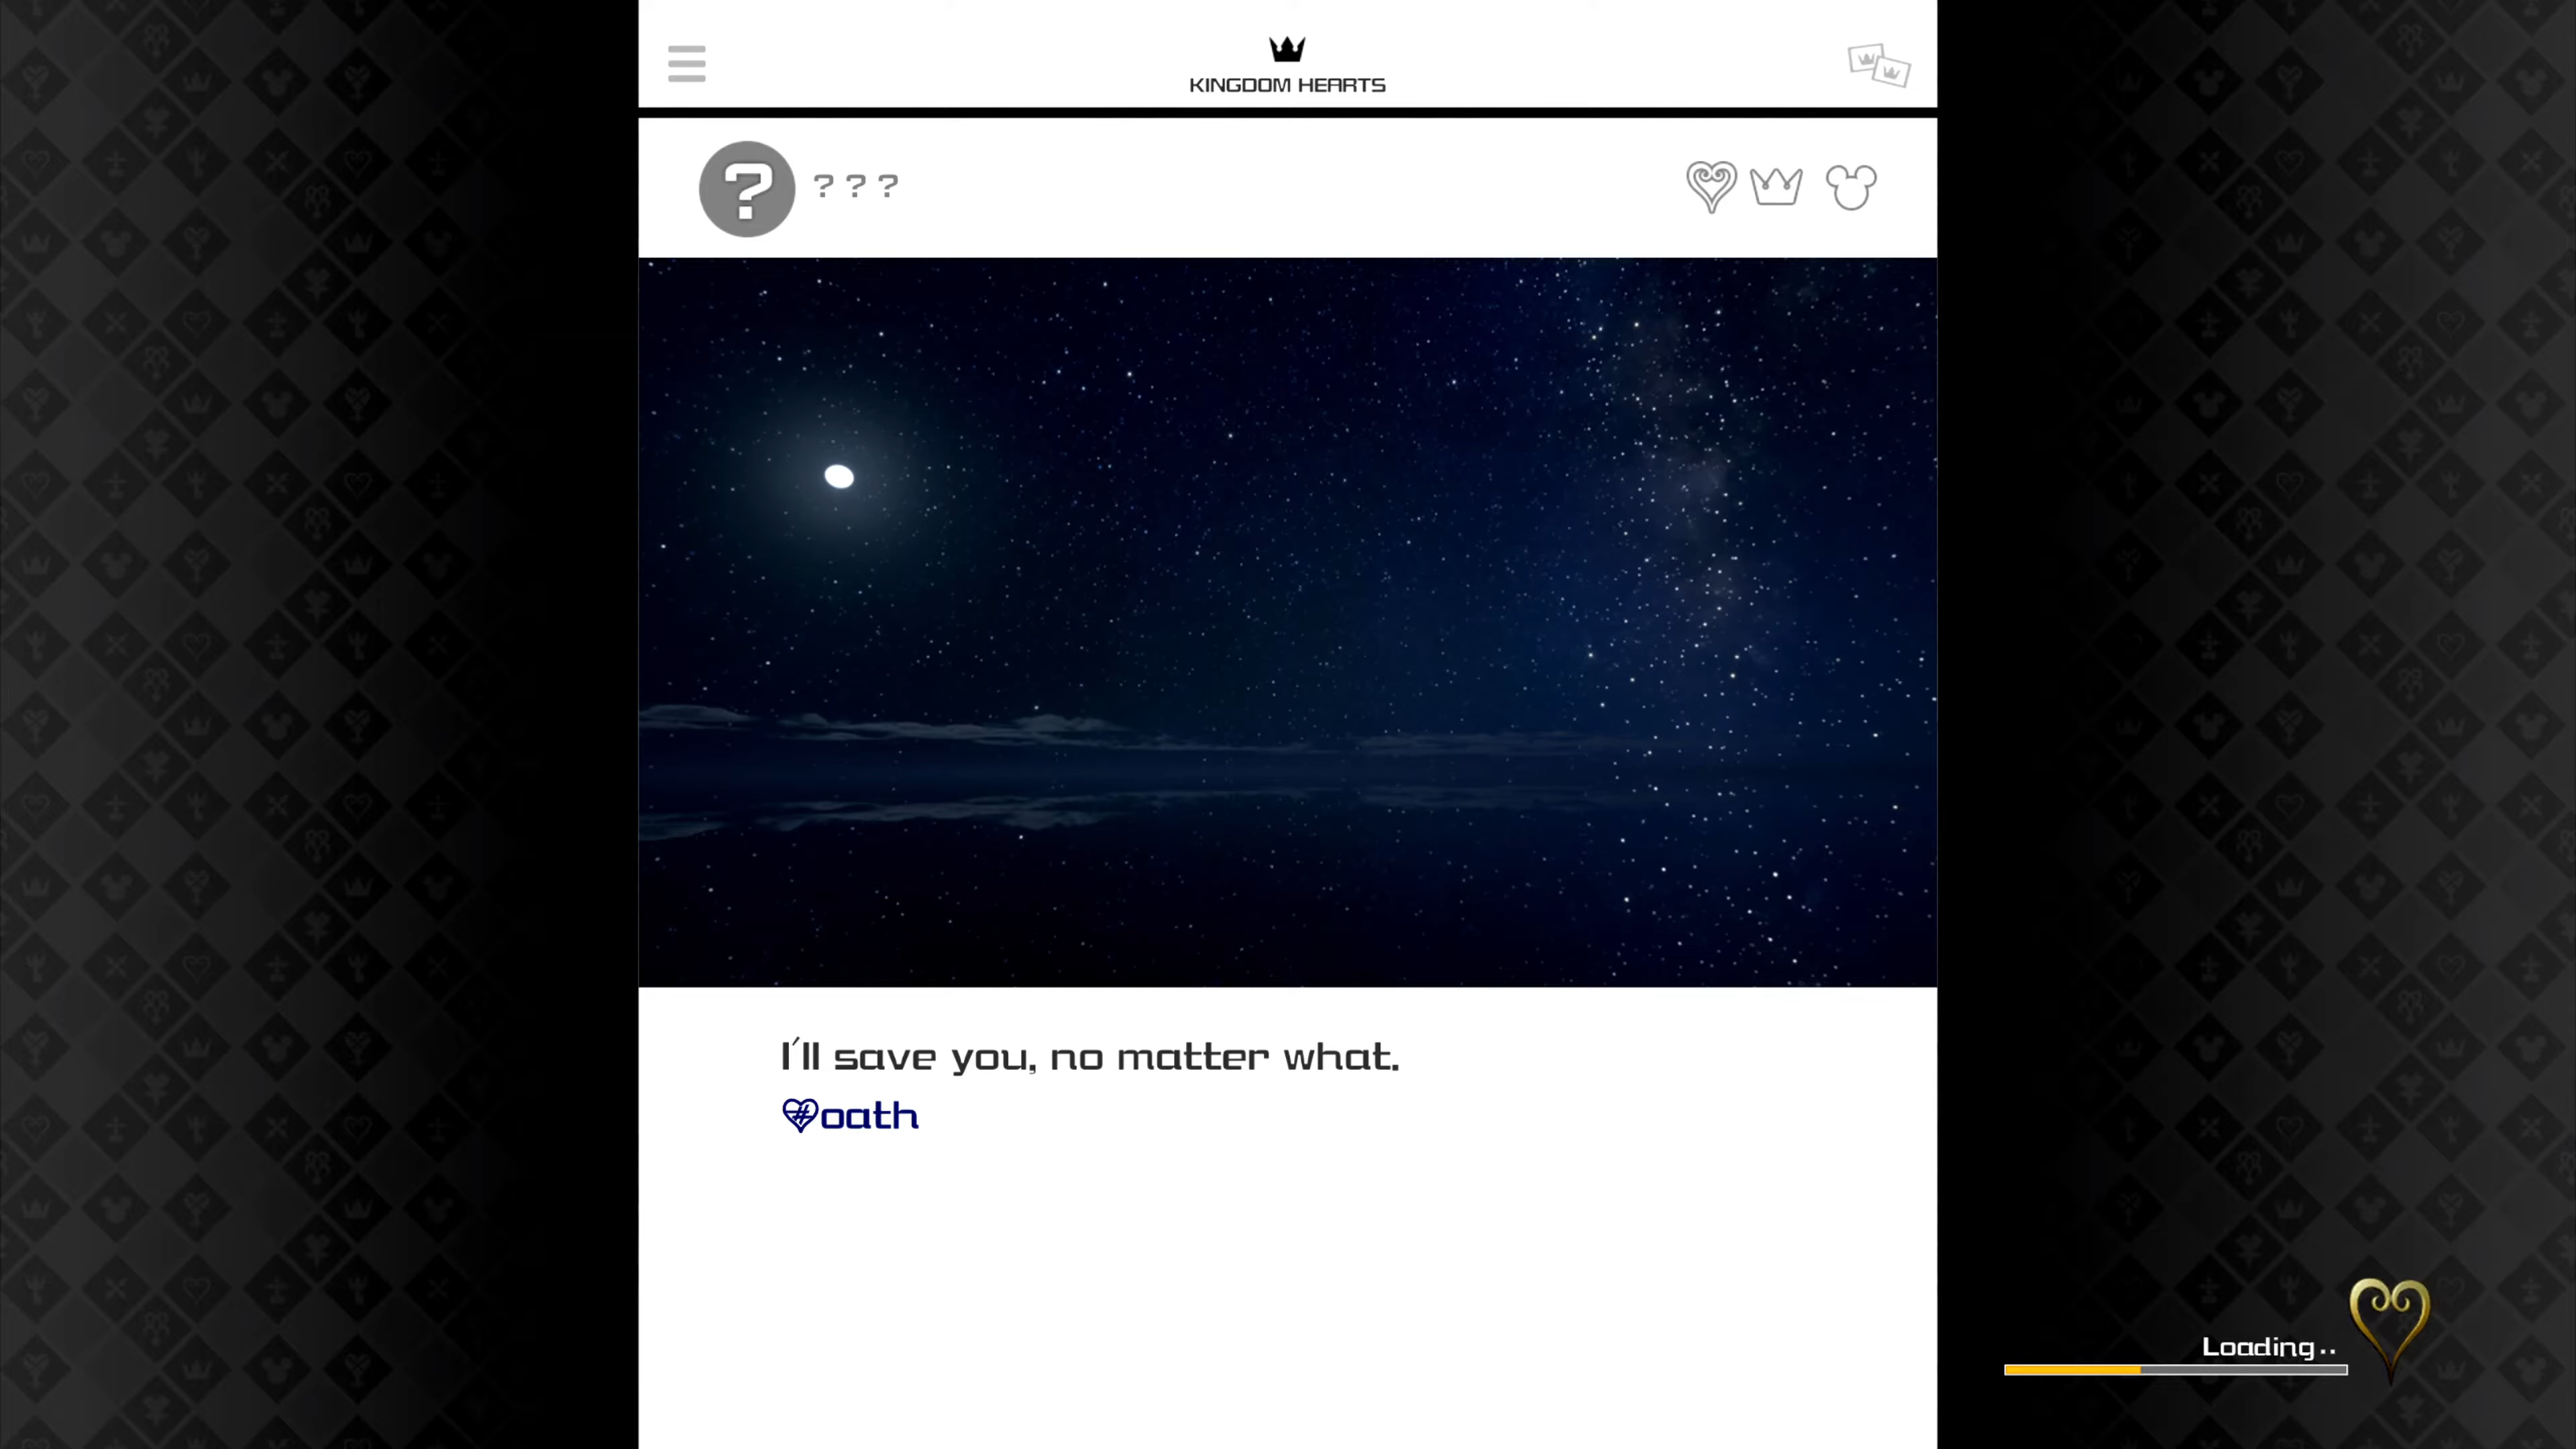 KINGDOM HEARTS
?
? ? ?
I'll save you, no matter what.
#oath
Loading..